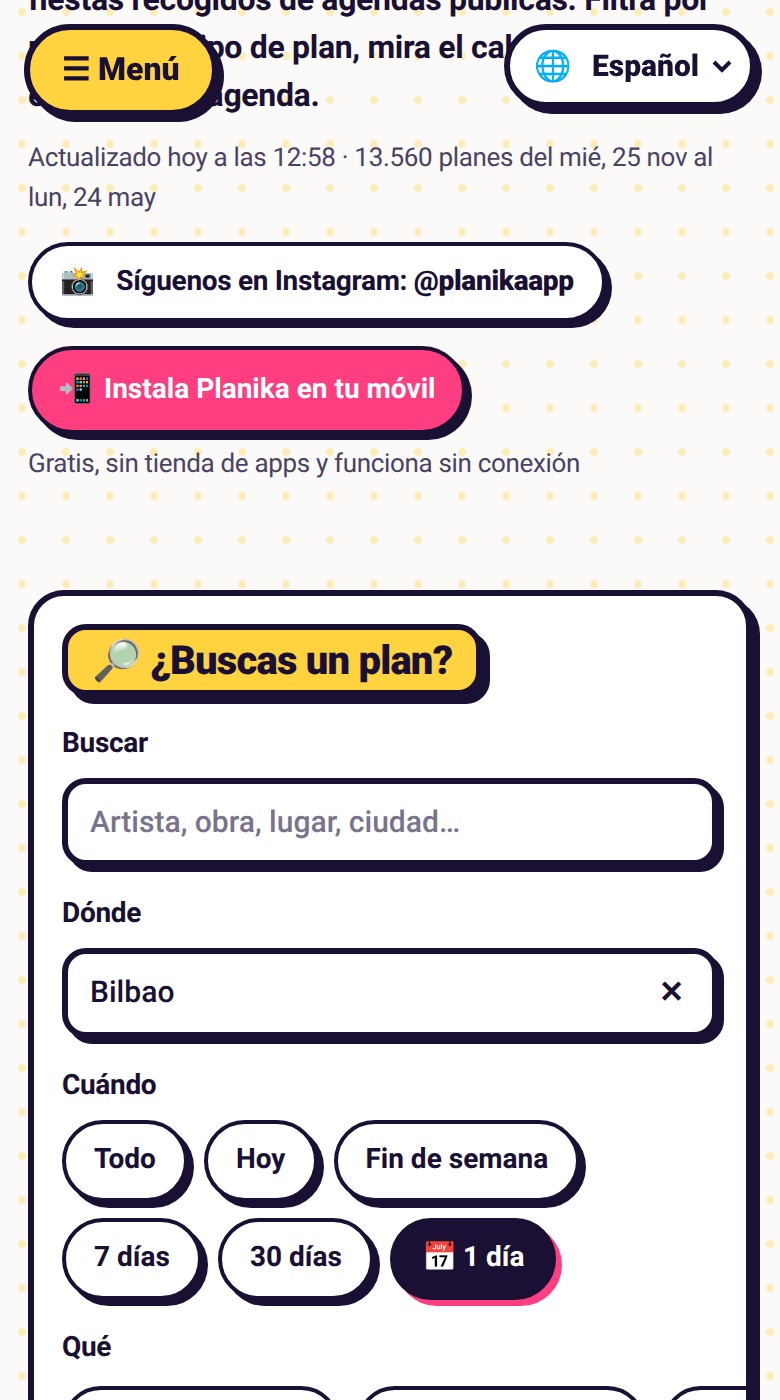 fiestas recogidos de agendas públicas. Filtra por
☰ Menú
po de plan, mira el cal
🌐 Español
agenda.
Actualizado hoy a las 12:58 · 13.560 planes del mié, 25 nov al
lun, 24 may
📸 Síguenos en Instagram: @planikaapp
📲 Instala Planika en tu móvil
Gratis, sin tienda de apps y funciona sin conexión
🔎 ¿Buscas un plan?
Buscar
Artista, obra, lugar, ciudad…
Dónde
Bilbao ✕
Cuándo
Todo Hoy Fin de semana
7 días 30 días 📅 1 día
Qué